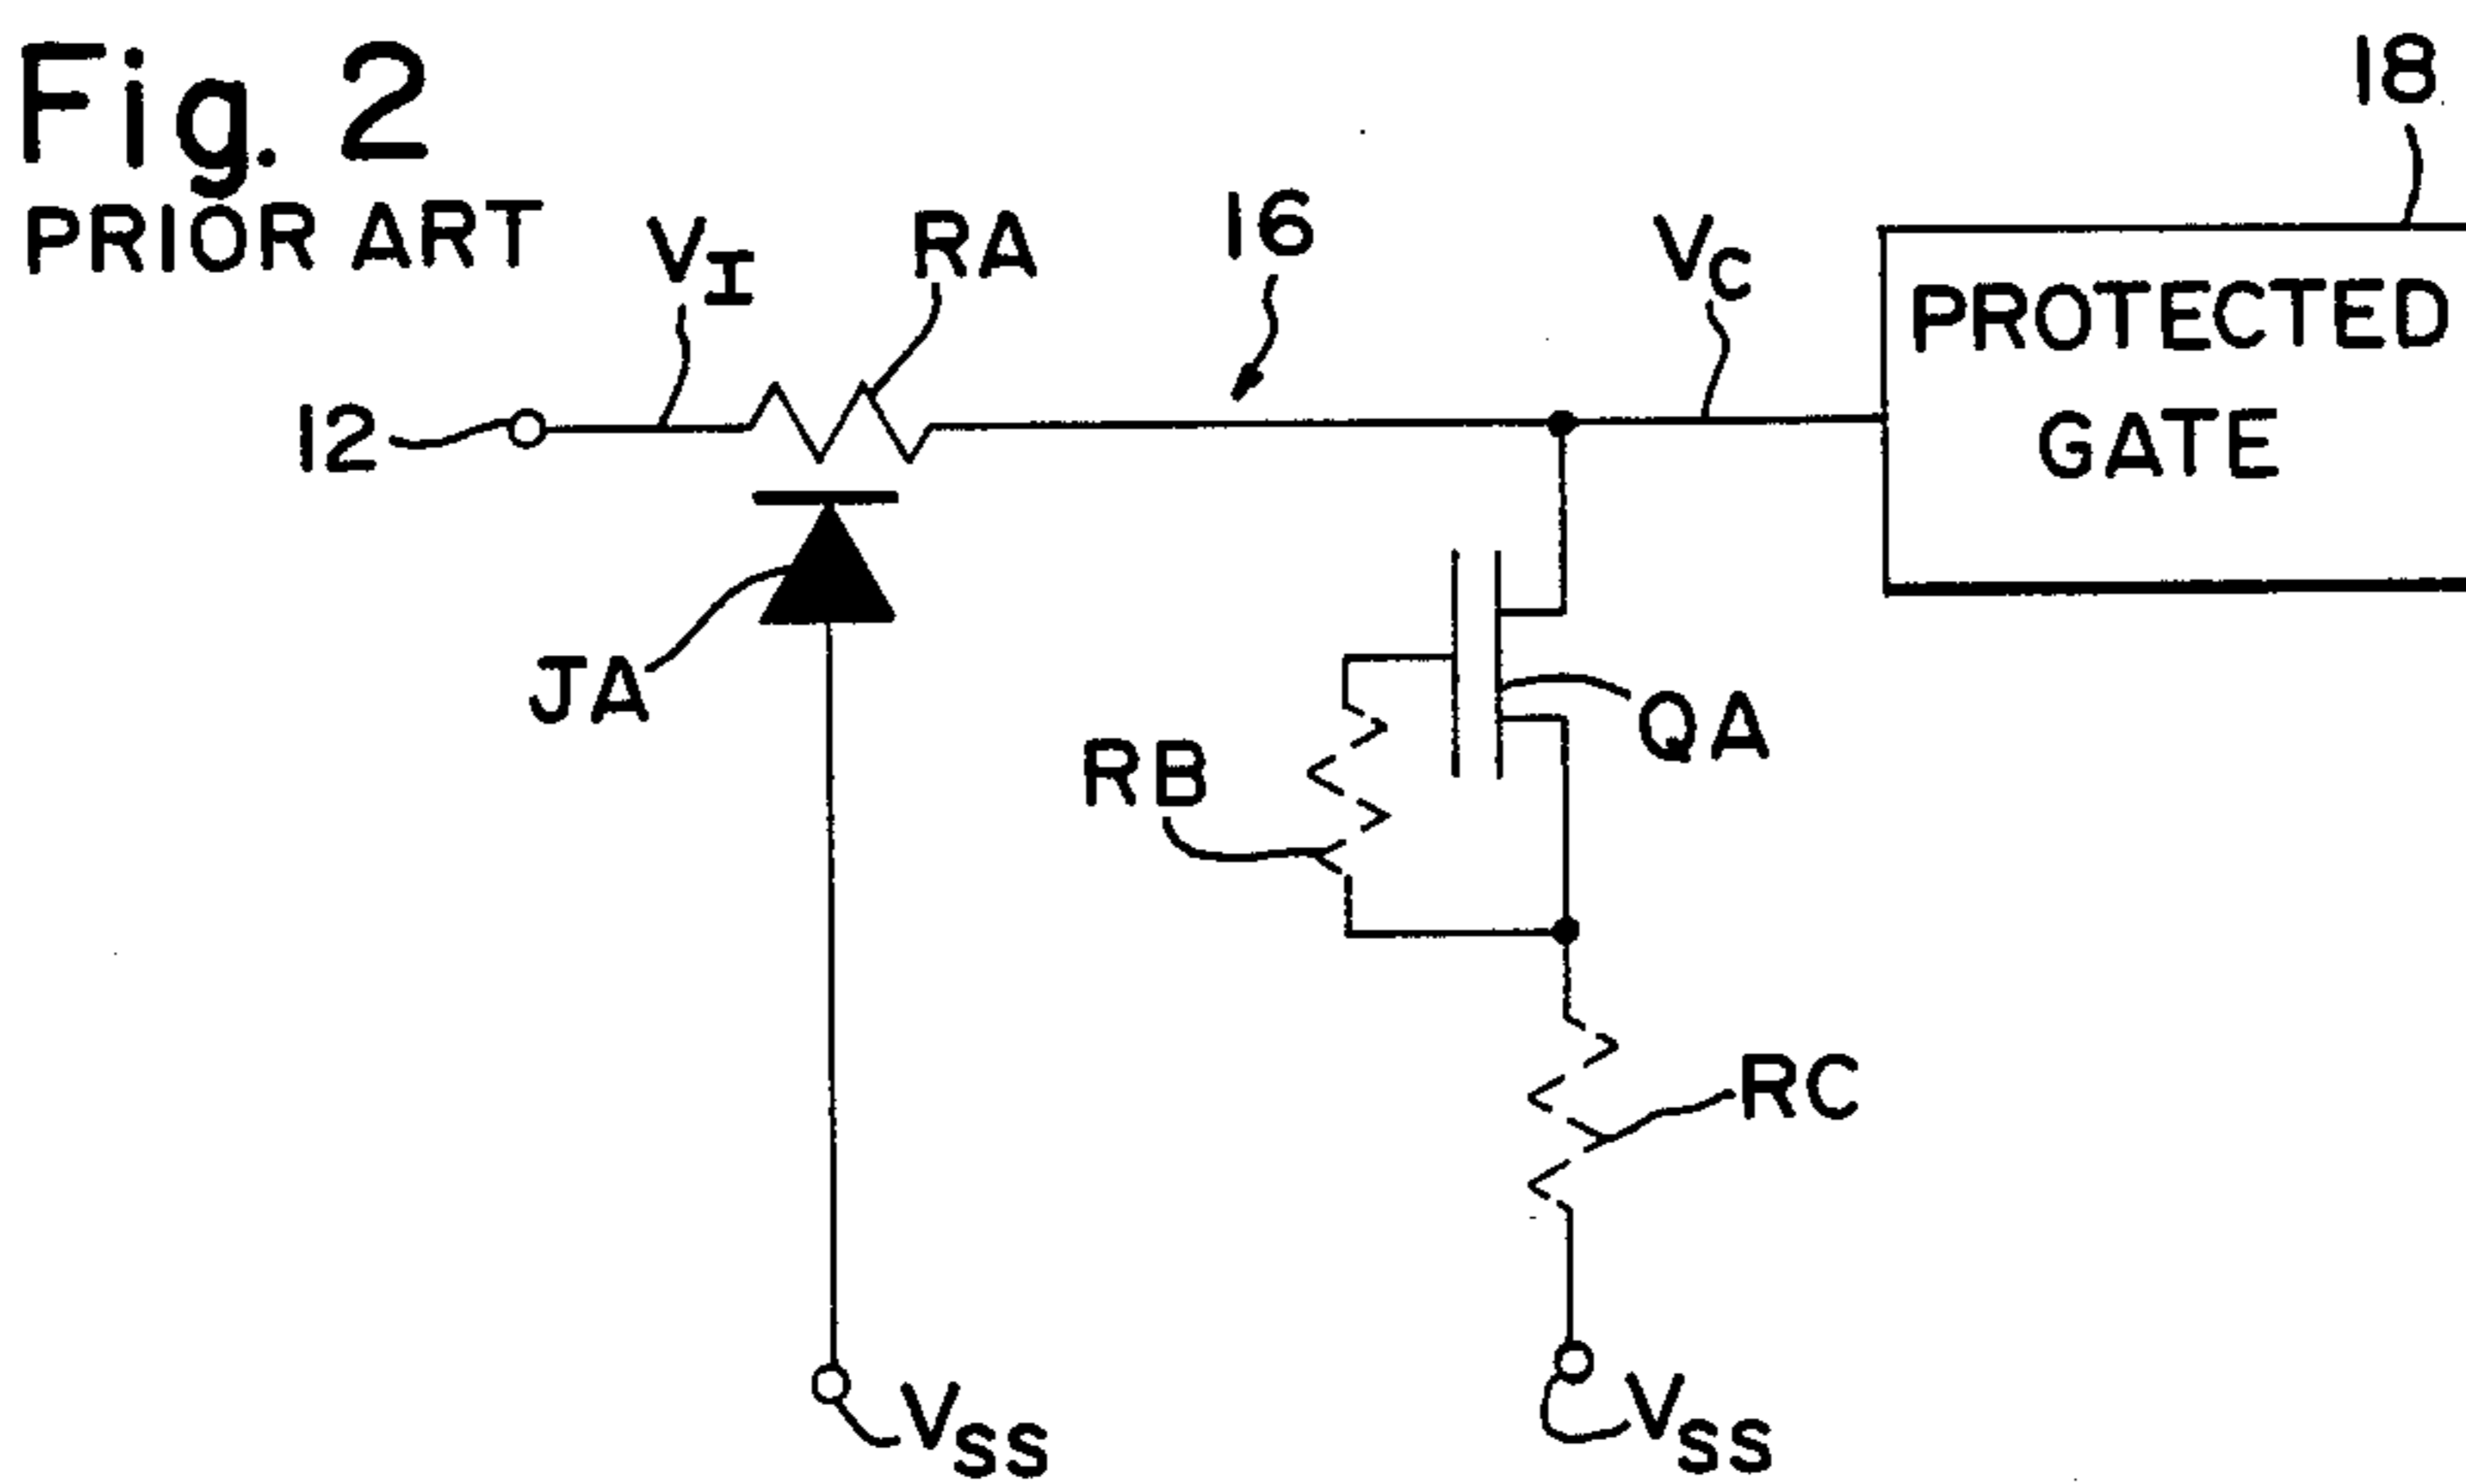 Fig. 2
PRIOR ART
VI
RA
16
VC
18
PROTECTED
GATE
12
JA
QA
RB
RC
VSS
VSS